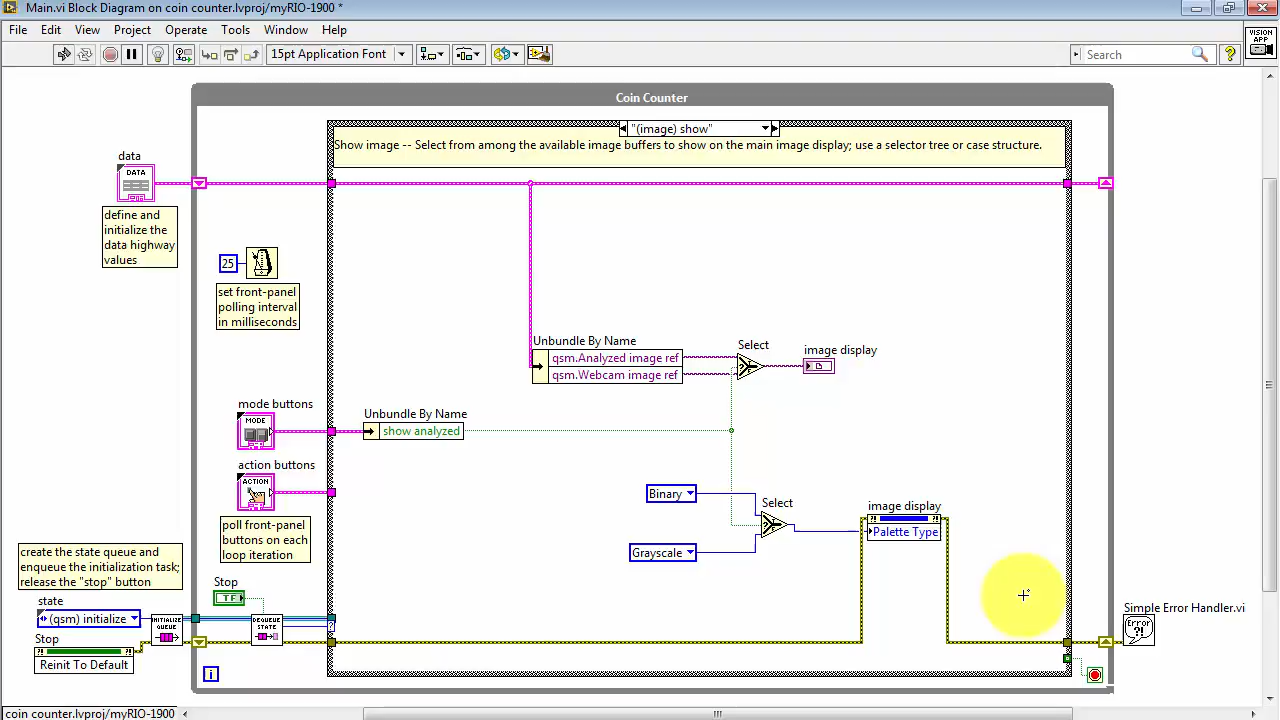 Main.vi Block Diagram on coin counter.lvproj/myRIO-1900 *
File Edit View Project Operate Tools Window Help
15pt Application Font
Search
VISION
APP
Coin Counter
"(image) show"
Show image -- Select from among the available image buffers to show on the main image display; use a selector tree or case structure.
data
DATA
define and
initialize the
data highway
values
25
set front-panel
polling interval
in milliseconds
Unbundle By Name
qsm.Analyzed image ref
qsm.Webcam image ref
Select
image display
mode buttons
MODE
Unbundle By Name
show analyzed
action buttons
ACTION
poll front-panel
buttons on each
loop iteration
Binary
Select
Grayscale
image display
Palette Type
create the state queue and
enqueue the initialization task;
release the "stop" button
state
(qsm) initialize
INITIALIZE
QUEUE
Stop
TF
DEQUEUE
STATE
Stop
Reinit To Default
i
Simple Error Handler.vi
Error
?!
coin counter.lvproj/myRIO-1900